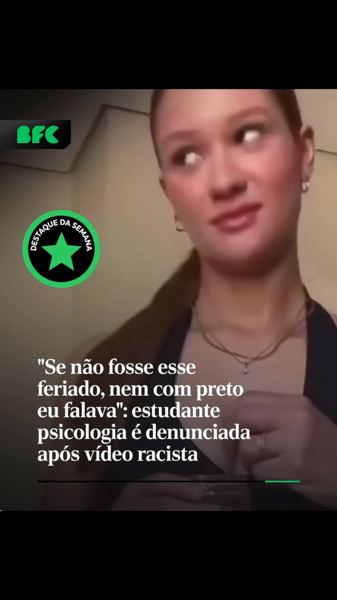 BFC
DESTAQUE DA SEMANA
"Se não fosse esse
feriado, nem com preto
eu falava": estudante
psicologia é denunciada
após vídeo racista